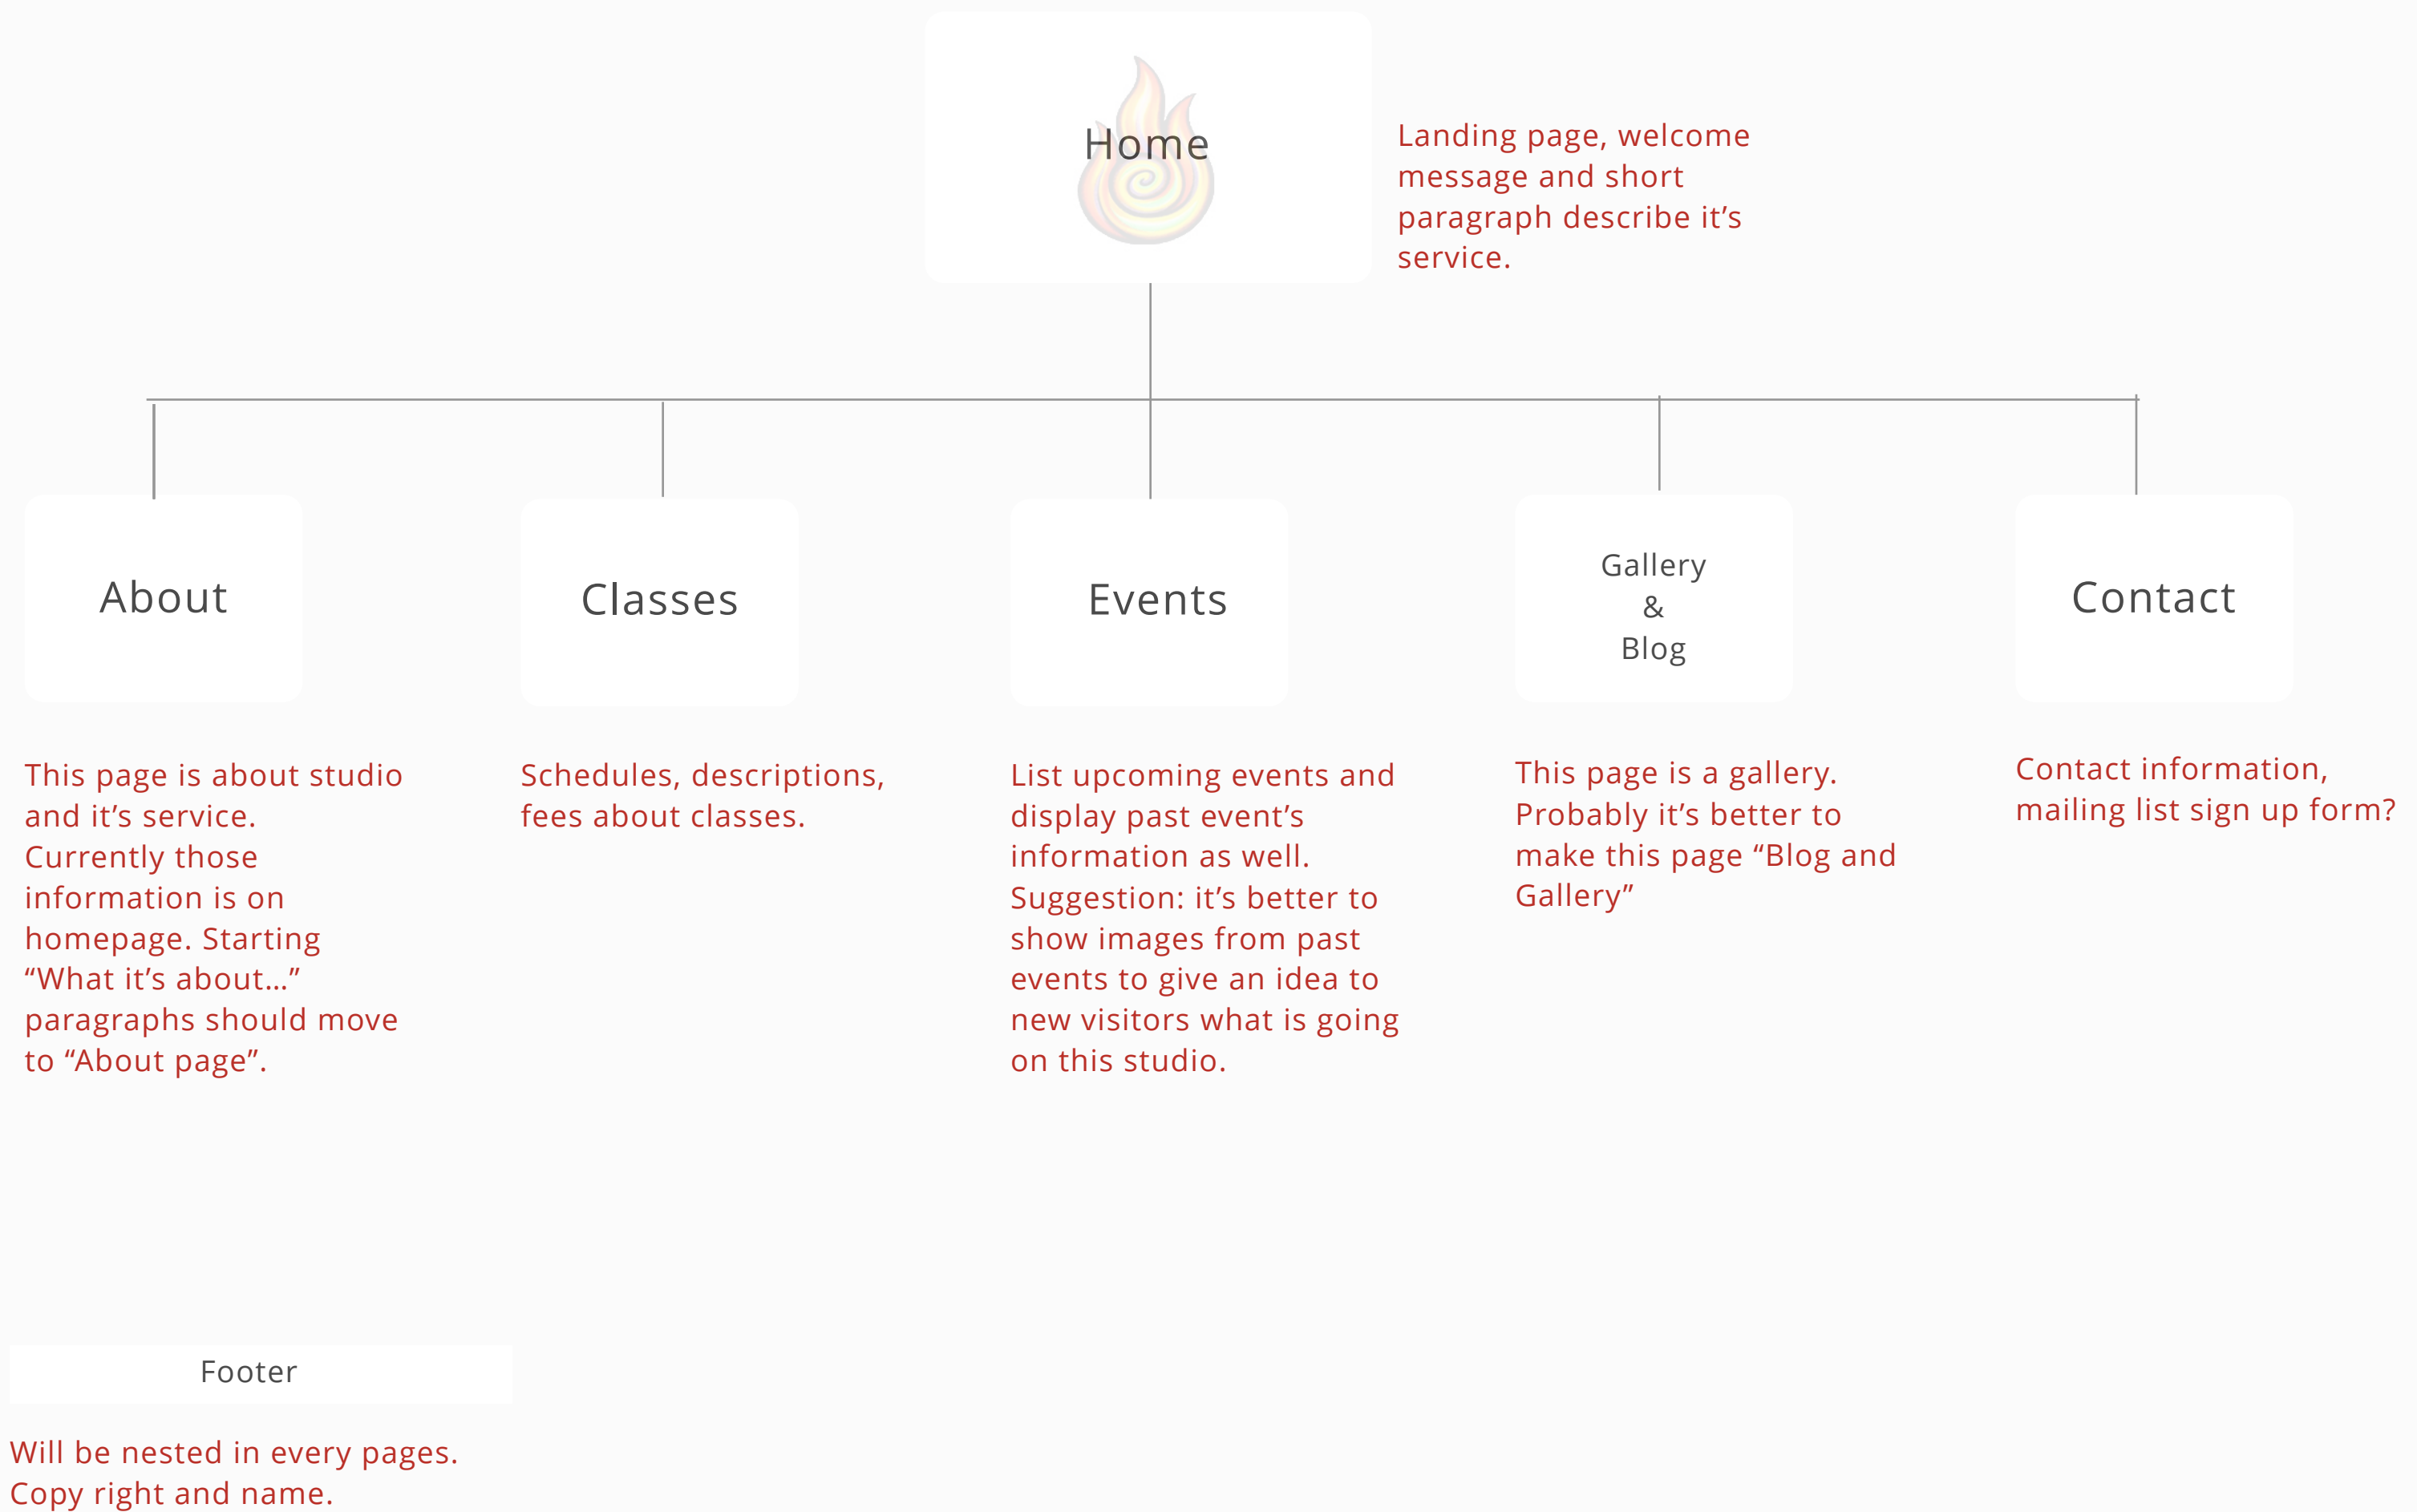 Home
Landing page, welcome
message and short
paragraph describe it’s
service.
About
Classes
Events
Gallery
&
Blog
Contact
This page is about studio
and it’s service.
Currently those
information is on
homepage. Starting
“What it’s about...”
paragraphs should move
to “About page”.
Schedules, descriptions,
fees about classes.
List upcoming events and
display past event’s
information as well.
Suggestion: it’s better to
show images from past
events to give an idea to
new visitors what is going
on this studio.
This page is a gallery.
Probably it’s better to
make this page “Blog and
Gallery”
Contact information,
mailing list sign up form?
Footer
Will be nested in every pages.
Copy right and name.